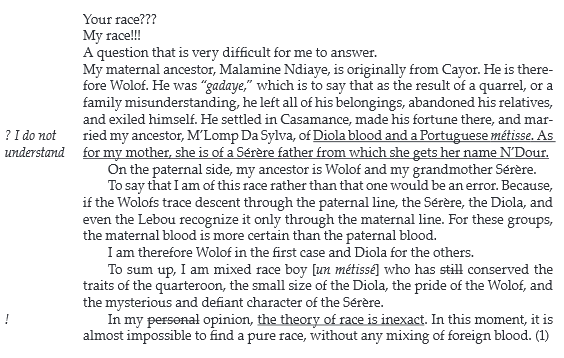 Your race???
My race!!!
A question that is very difficult for me to answer.
My maternal ancestor, Malamine Ndiaye, is originally from Cayor. He is there-
fore Wolof. He was “gadaye,” which is to say that as the result of a quarrel, or a
family misunderstanding, he left all of his belongings, abandoned his relatives,
and exiled himself. He settled in Casamance, made his fortune there, and mar-
? I do not
understand
ried my ancestor, M’Lomp Da Sylva, of Diola blood and a Portuguese métisse. As
for my mother, she is of a Sérère father from which she gets her name N’Dour.
On the paternal side, my ancestor is Wolof and my grandmother Sérère.
To say that I am of this race rather than that one would be an error. Because,
if the Wolofs trace descent through the paternal line, the Sérère, the Diola, and
even the Lebou recognize it only through the maternal line. For these groups,
the maternal blood is more certain than the paternal blood.
I am therefore Wolof in the first case and Diola for the others.
To sum up, I am mixed race boy [un métissé] who has still conserved the
traits of the quarteroon, the small size of the Diola, the pride of the Wolof, and
the mysterious and defiant character of the Sérère.
!
In my personal opinion, the theory of race is inexact. In this moment, it is
almost impossible to find a pure race, without any mixing of foreign blood. (1)